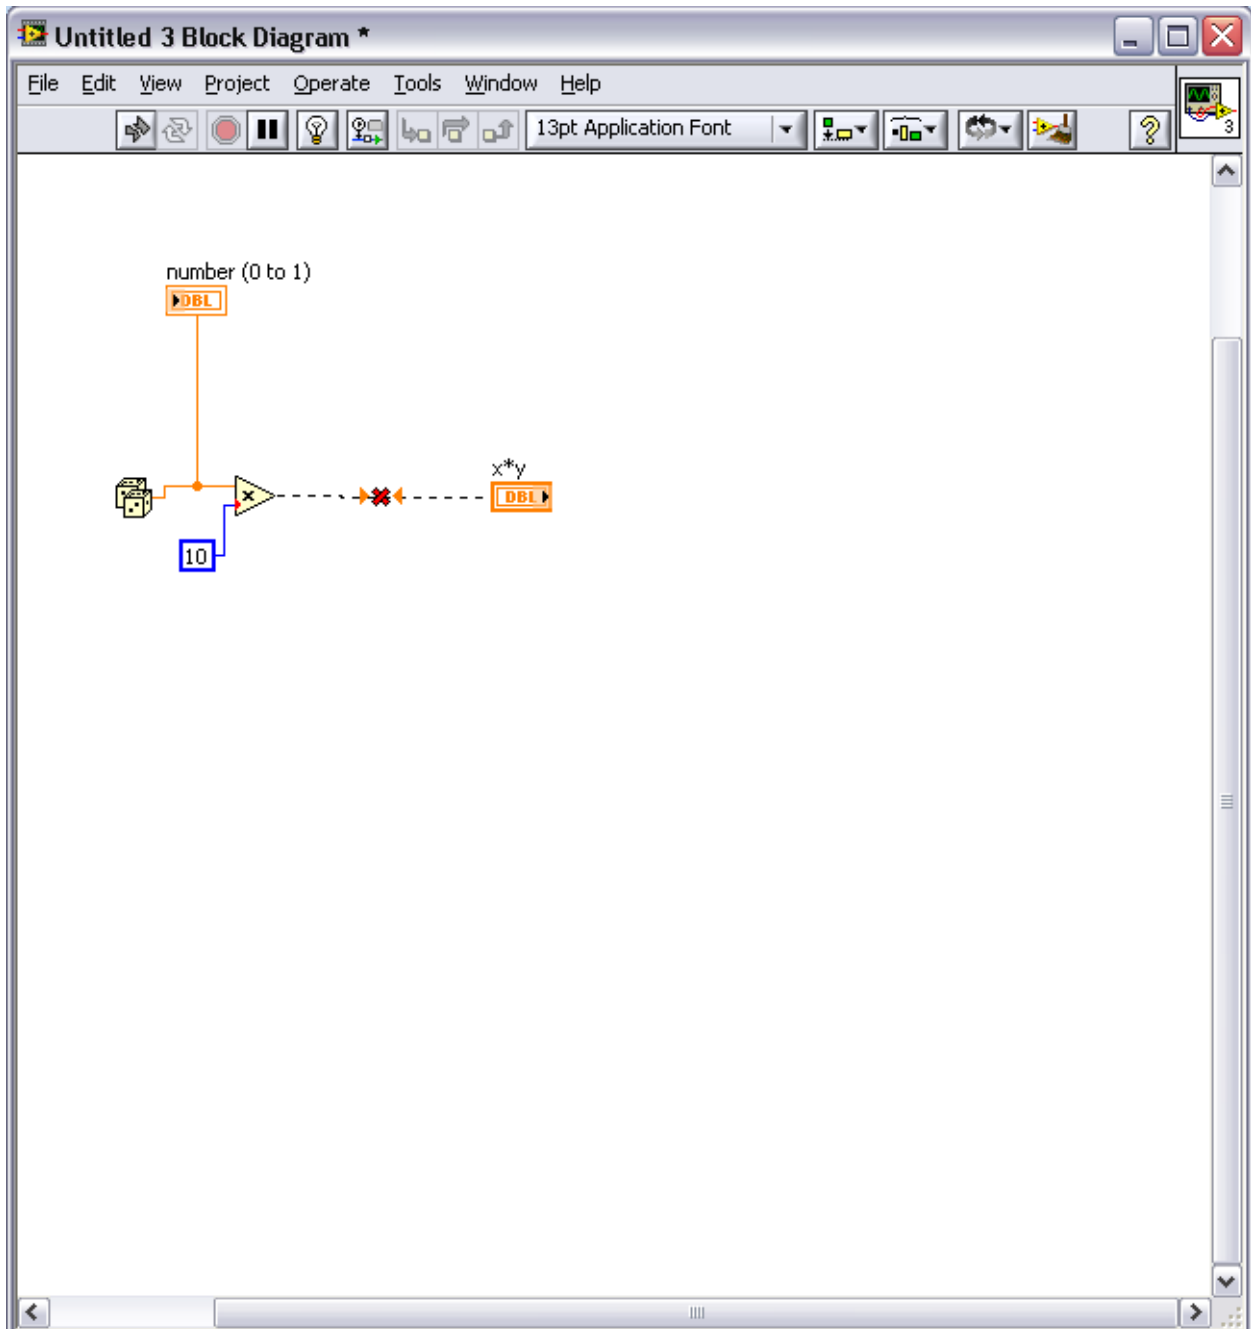 Untitled 3 Block Diagram *
File Edit View Project Operate Tools Window Help
13pt Application Font
3
number (0 to 1)
DBL
x*y
DBL
10